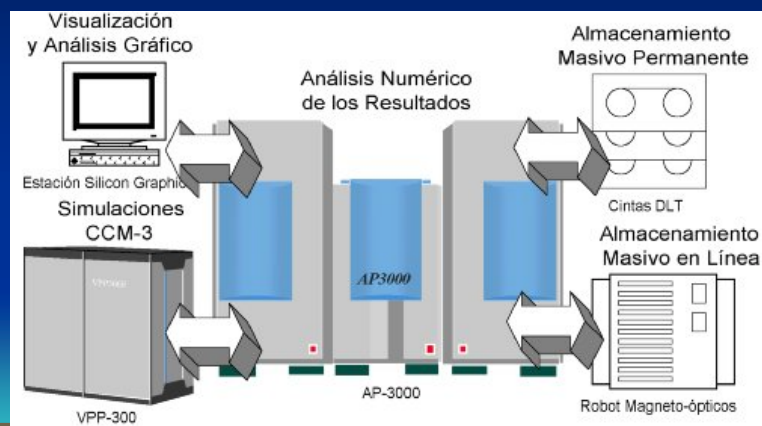 Visualización
y Análisis Gráfico
Estación Silicon Graphic
Simulaciones
CCM-3
VPP-300
Análisis Numérico
de los Resultados
AP3000
AP-3000
Almacenamiento
Masivo Permanente
Cintas DLT
Almacenamiento
Masivo en Línea
Robot Magneto-ópticos